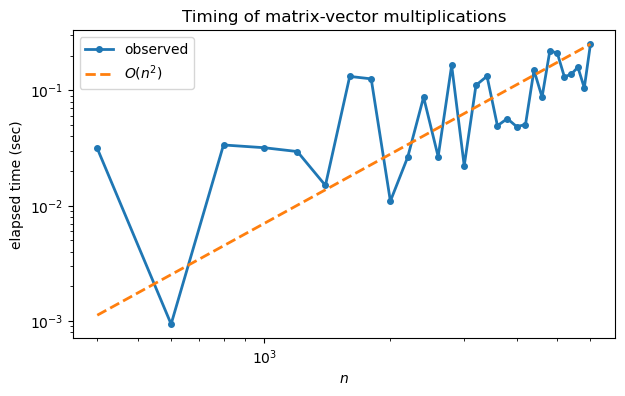 Timing of matrix-vector multiplications
observed
O(n²)
elapsed time (sec)
10⁻¹
10⁻²
10⁻³
10³
n